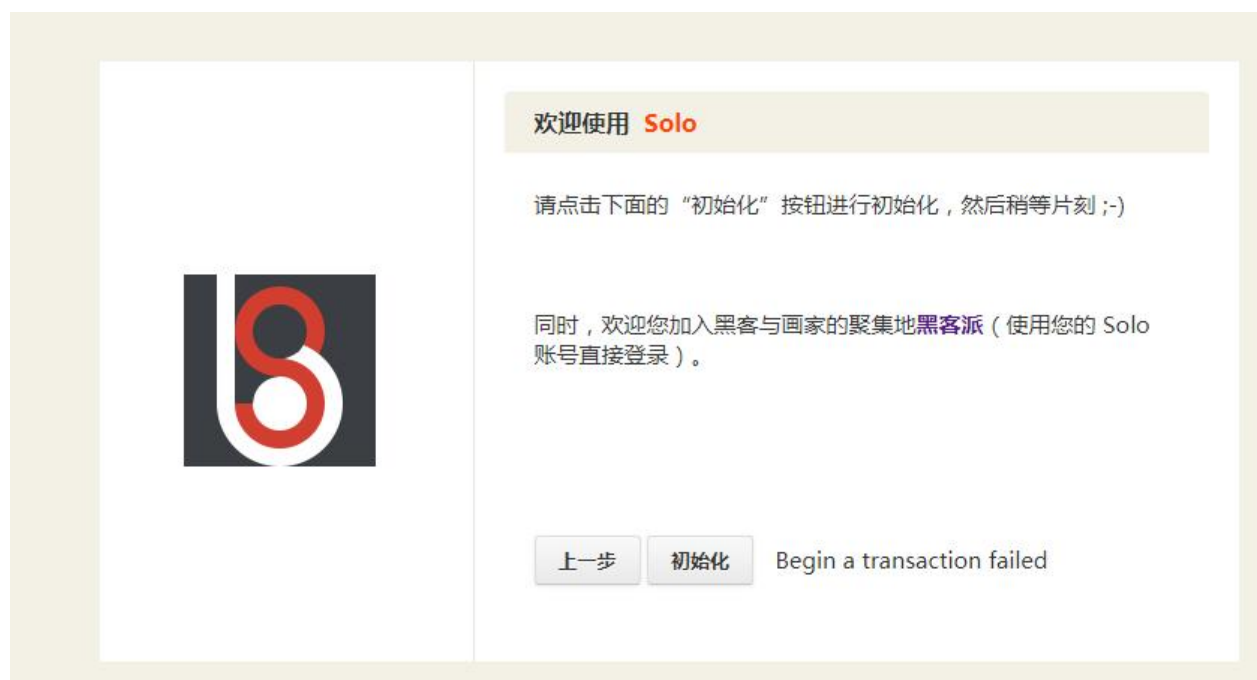 欢迎使用 Solo
请点击下面的“初始化”按钮进行初始化，然后稍等片刻 ;-)
同时，欢迎您加入黑客与画家的聚集地黑客派（使用您的 Solo
账号直接登录）。
上一步 初始化 Begin a transaction failed